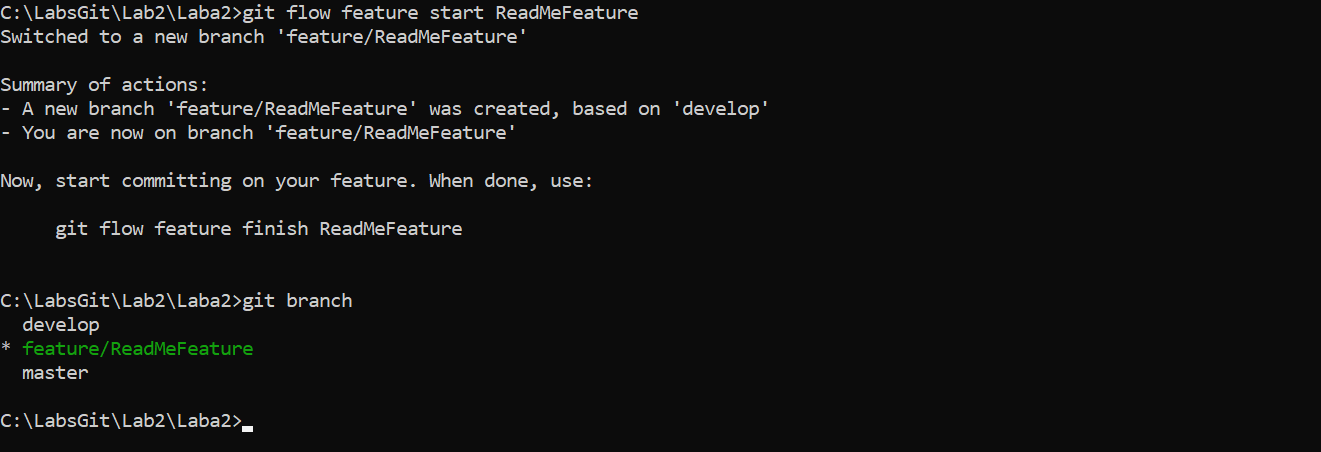 C:\LabsGit\Lab2\Laba2>git flow feature start ReadMeFeature
Switched to a new branch 'feature/ReadMeFeature'
Summary of actions:
- A new branch 'feature/ReadMeFeature' was created, based on 'develop'
- You are now on branch 'feature/ReadMeFeature'
Now, start committing on your feature. When done, use:
git flow feature finish ReadMeFeature
C:\LabsGit\Lab2\Laba2>git branch
develop
* feature/ReadMeFeature
master
C:\LabsGit\Lab2\Laba2>